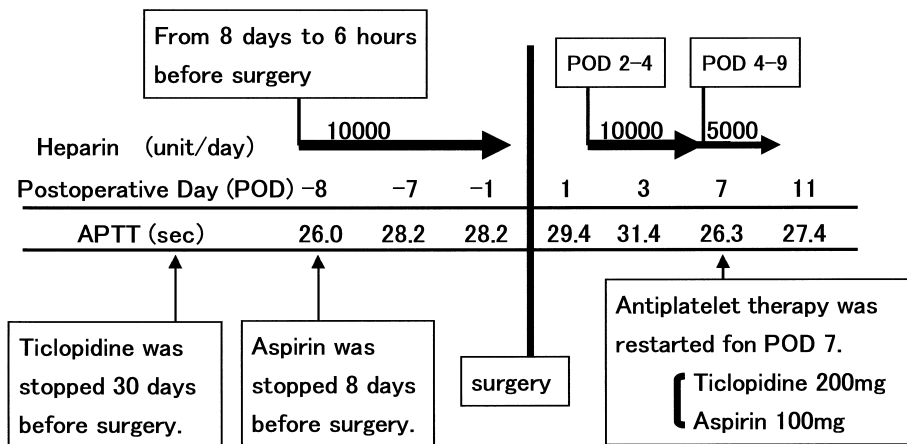 From 8 days to 6 hours
before surgery
POD 2-4
POD 4-9
10000
10000
5000
Heparin (unit/day)
Postoperative Day (POD) -8 -7 -1 1 3 7 11
APTT (sec) 26.0 28.2 28.2 29.4 31.4 26.3 27.4
Ticlopidine was
stopped 30 days
before surgery.
Aspirin was
stopped 8 days
before surgery.
surgery
Antiplatelet therapy was
restarted fon POD 7.
Ticlopidine 200mg
Aspirin 100mg